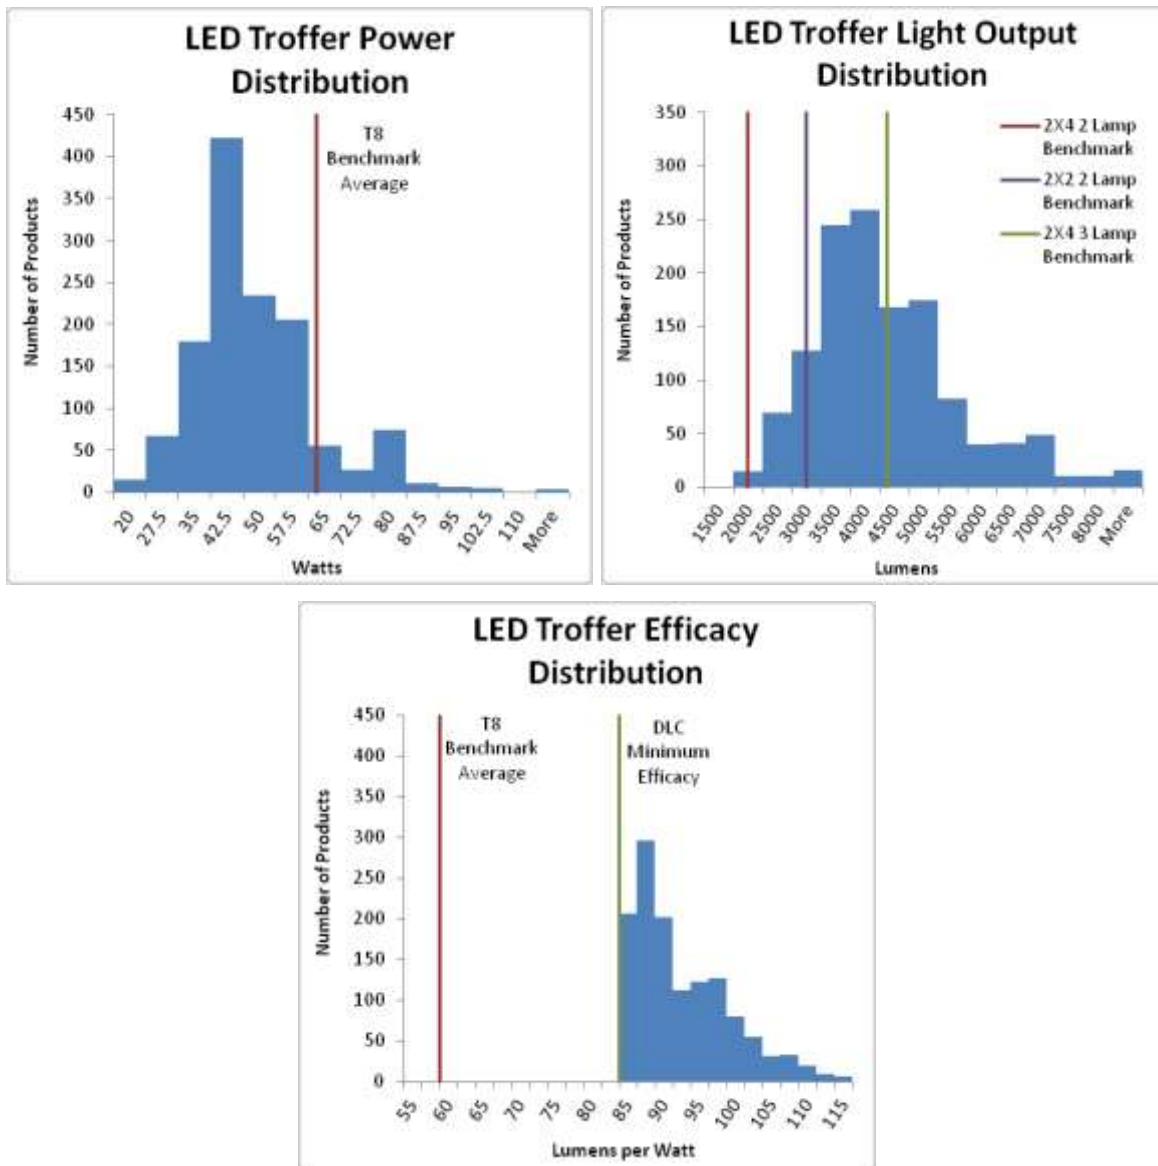 LED Troffer Power
Distribution
450
400
350
300
250
200
150
100
50
0
Number of Products
T8
Benchmark
Average
20
27.5
35
42.5
50
57.5
65
72.5
80
87.5
95
102.5
110
More
Watts
LED Troffer Light Output
Distribution
350
300
250
200
150
100
50
0
Number of Products
2X4 2 Lamp
Benchmark
2X2 2 Lamp
Benchmark
2X4 3 Lamp
Benchmark
1500
2000
2500
3000
3500
4000
4500
5000
5500
6000
6500
7000
7500
8000
More
Lumens
LED Troffer Efficacy
Distribution
450
400
350
300
250
200
150
100
50
0
Number of Products
T8
Benchmark
Average
DLC
Minimum
Efficacy
55
60
65
70
75
80
85
90
95
100
105
110
115
Lumens per Watt